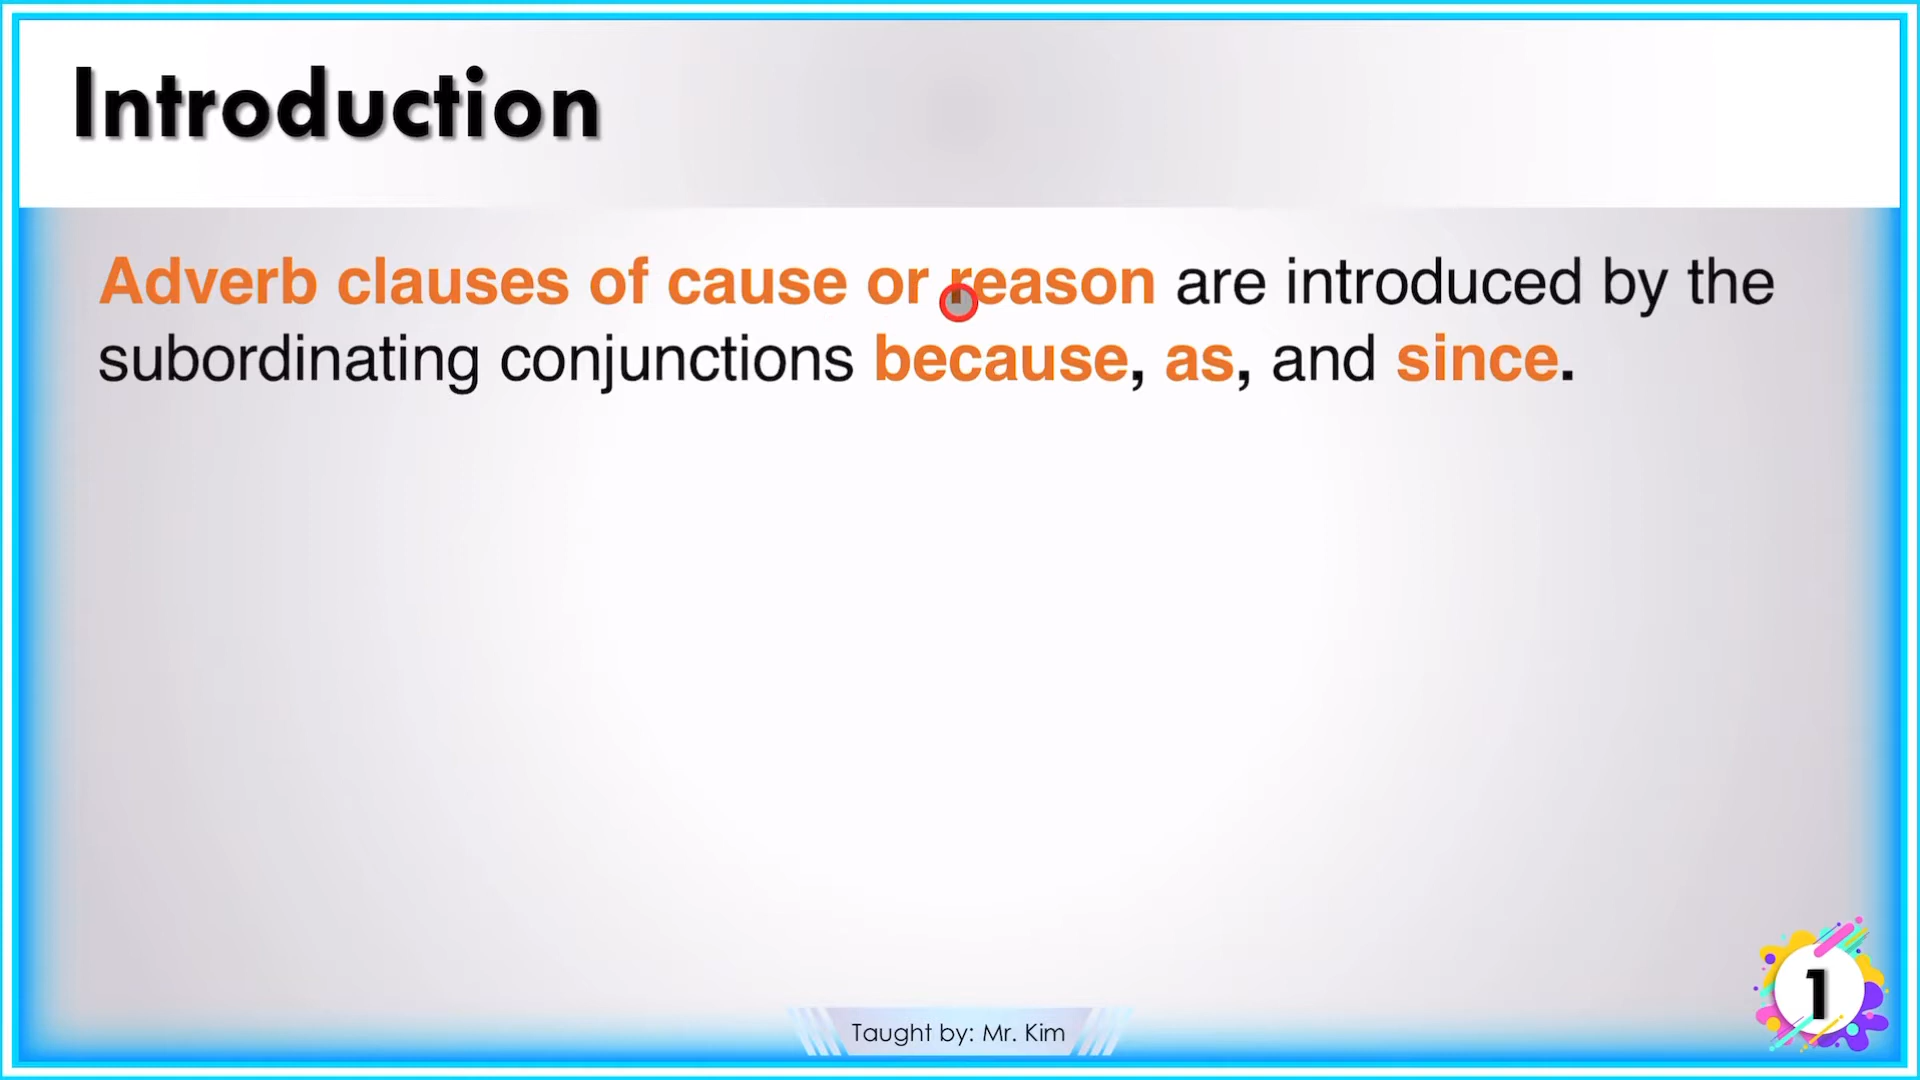 Introduction
Adverb clauses of cause or reason are introduced by the
subordinating conjunctions because, as, and since.
1
Taught by: Mr. Kim